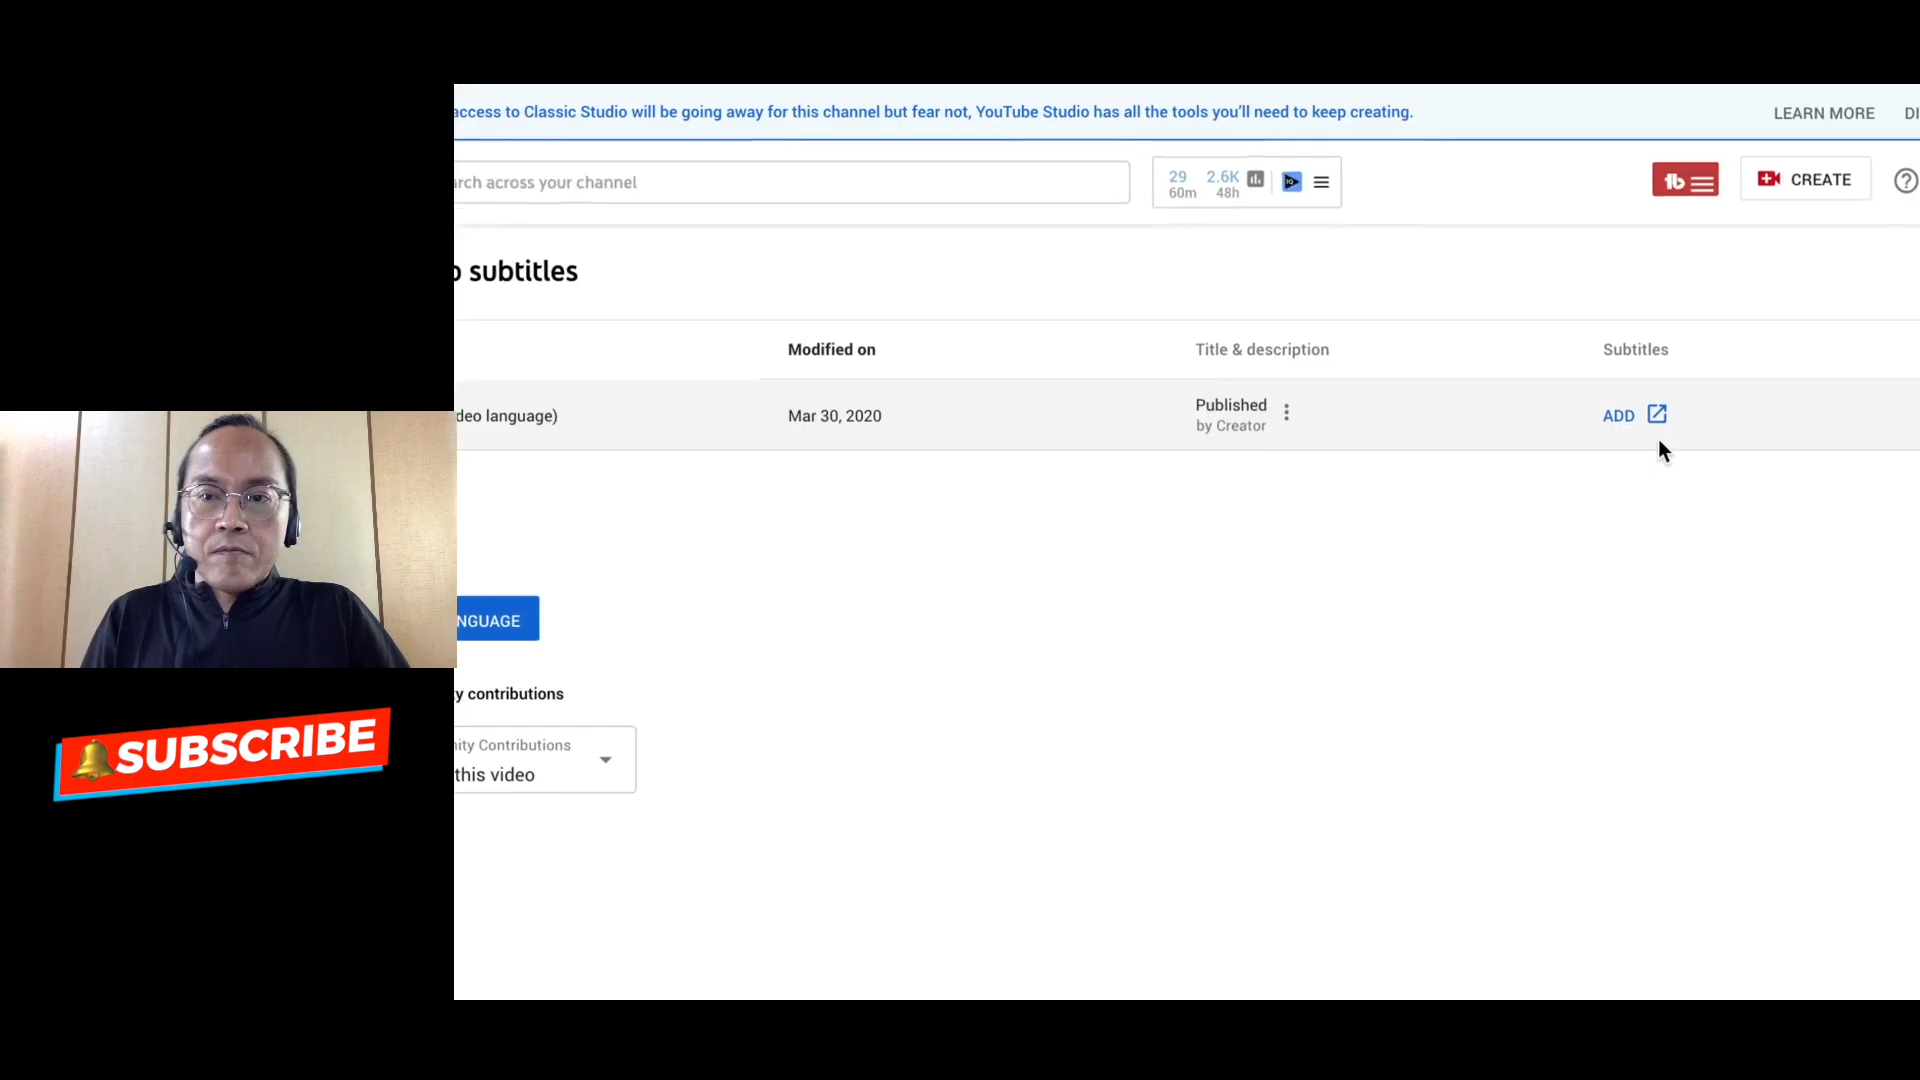 access to Classic Studio will be going away for this channel but fear not, YouTube Studio has all the tools you'll need to keep creating.
LEARN MORE
DI
rch across your channel
29
60m
2.6K
48h
CREATE
subtitles
Modified on
Title & description
Subtitles
deo language)
Mar 30, 2020
Published
by Creator
ADD
NGUAGE
y contributions
ity Contributions
this video
SUBSCRIBE